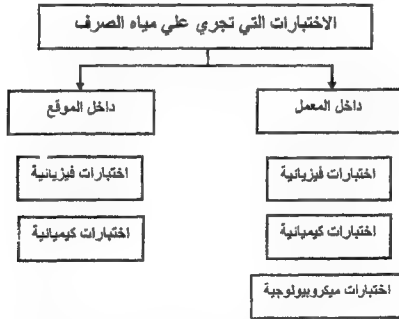 الاختبارات التي تجري علي مياه الصرف
داخل المعمل
داخل الموقع
اختبارات فيزيائية
اختبارات فيزيائية
اختبارات كيميائية
اختبارات كيميائية
اختبارات ميكروبيولوجية